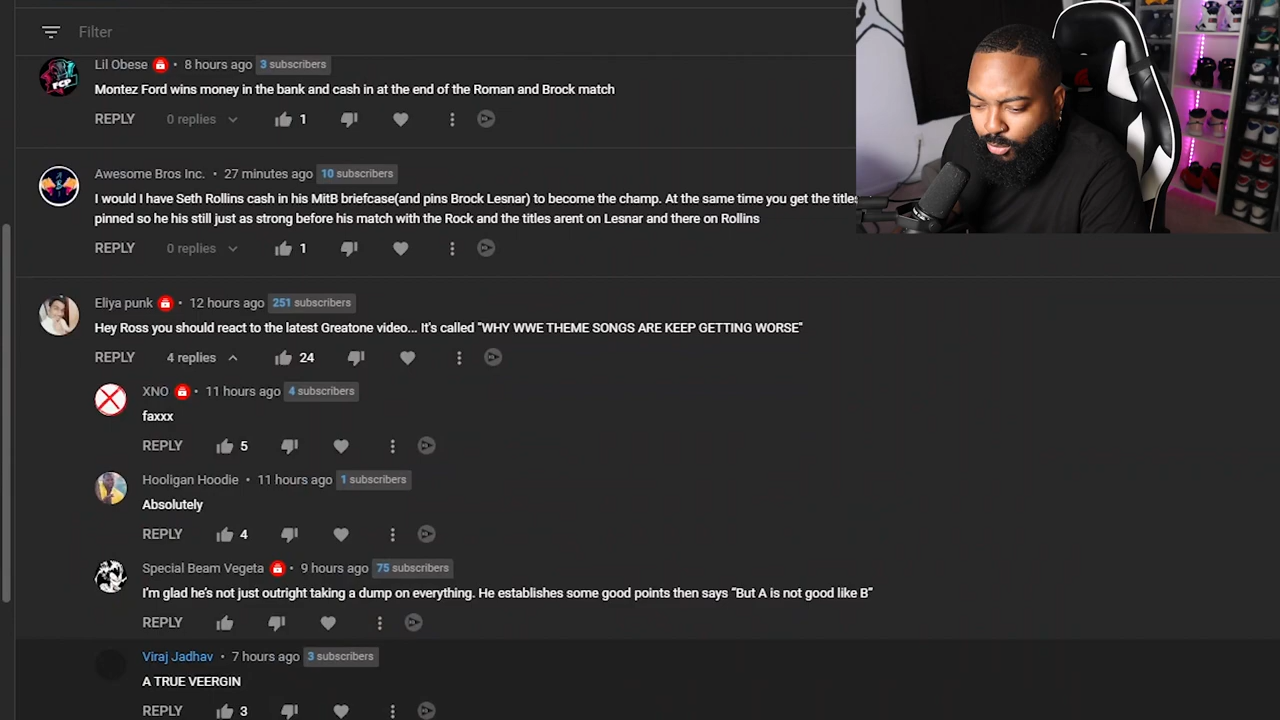 Filter
Lil Obese • 8 hours ago 3 subscribers
Montez Ford wins money in the bank and cash in at the end of the Roman and Brock match
REPLY 0 replies 1
Awesome Bros Inc. • 27 minutes ago 10 subscribers
I would I have Seth Rollins cash in his MitB briefcase(and pins Brock Lesnar) to become the champ. At the same time you get the titles
pinned so he his still just as strong before his match with the Rock and the titles arent on Lesnar and there on Rollins
REPLY 0 replies 1
Eliya punk • 12 hours ago 251 subscribers
Hey Ross you should react to the latest Greatone video... It's called "WHY WWE THEME SONGS ARE KEEP GETTING WORSE"
REPLY 4 replies 24
XNO • 11 hours ago 4 subscribers
faxxx
REPLY 5
Hooligan Hoodie • 11 hours ago 1 subscribers
Absolutely
REPLY 4
Special Beam Vegeta • 9 hours ago 75 subscribers
I'm glad he's not just outright taking a dump on everything. He establishes some good points then says “But A is not good like B”
REPLY
Viraj Jadhav • 7 hours ago 3 subscribers
A TRUE VEERGIN
REPLY 3